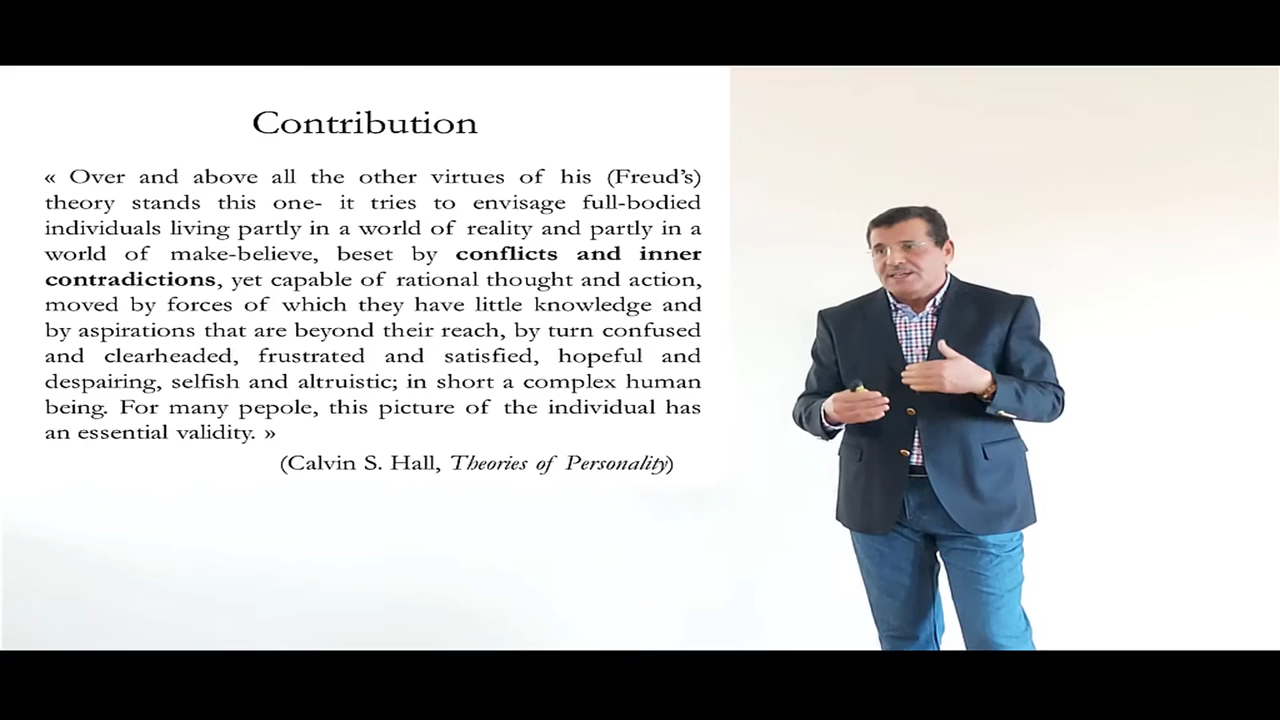 Contribution
« Over and above all the other virtues of his (Freud's)
theory stands this one- it tries to envisage full-bodied
individuals living partly in a world of reality and partly in a
world of make-believe, beset by conflicts and inner
contradictions, yet capable of rational thought and action,
moved by forces of which they have little knowledge and
by aspirations that are beyond their reach, by turn confused
and clearheaded, frustrated and satisfied, hopeful and
despairing, selfish and altruistic; in short a complex human
being. For many pepole, this picture of the individual has
an essential validity. »
(Calvin S. Hall, Theories of Personality)